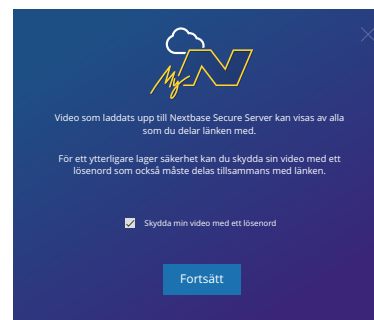 My N
Video som laddats upp till Nextbase Secure Server kan visas av alla
som du delar länken med.
För ett ytterligare lager säkerhet kan du skydda sin video med ett
lösenord som också måste delas tillsammans med länken.
Skydda min video med ett lösenord
Fortsätt